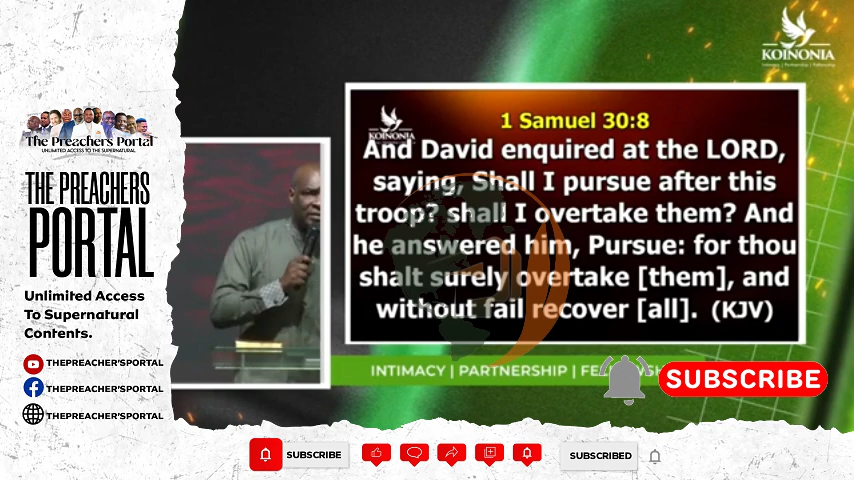 KOINONIA
Intimacy | Partnership | Fellowship
The Preachers Portal
UNLIMITED ACCESS TO THE SUPERNATURAL
THE PREACHERS
PORTAL
Unlimited Access
To Supernatural
Contents.
THEPREACHER'SPORTAL
THEPREACHER'SPORTAL
THEPREACHER'SPORTAL
KOINONIA
1 Samuel 30:8
And David enquired at the LORD,
saying, Shall I pursue after this
troop? shall I overtake them? And
he answered him, Pursue: for thou
shalt surely overtake [them], and
without fail recover [all]. (KJV)
INTIMACY | PARTNERSHIP |
SUBSCRIBE
SUBSCRIBE
SUBSCRIBED